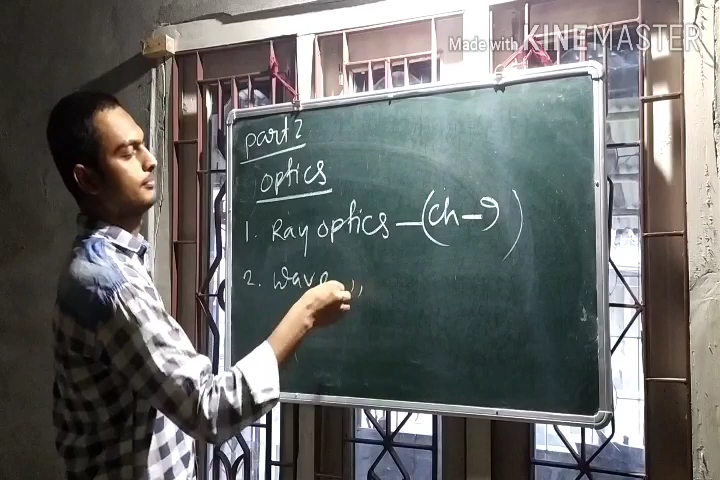 Made with KINEMASTER
Part 2
Optics
1. Ray optics – (Ch – 9)
2. Wave "